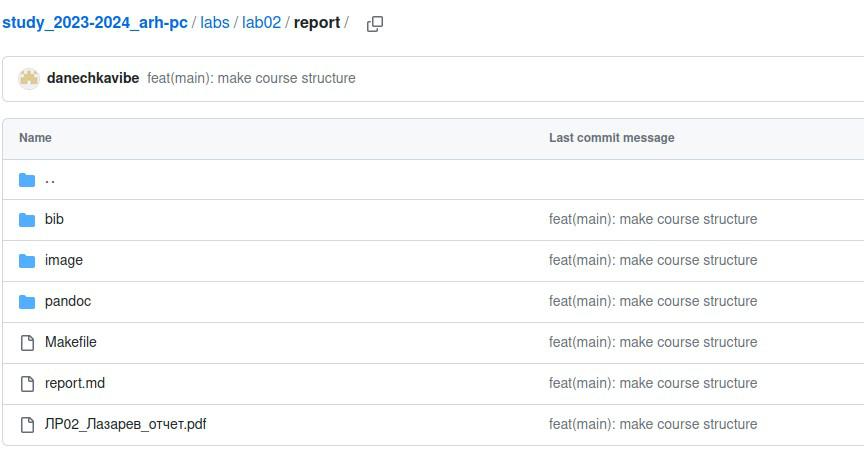 study_2023-2024_arh-pc / labs / lab02 / report /
danechkavibe feat(main): make course structure
Name Last commit message
..
bib feat(main): make course structure
image feat(main): make course structure
pandoc feat(main): make course structure
Makefile feat(main): make course structure
report.md feat(main): make course structure
ЛР02_Лазарев_отчет.pdf feat(main): make course structure